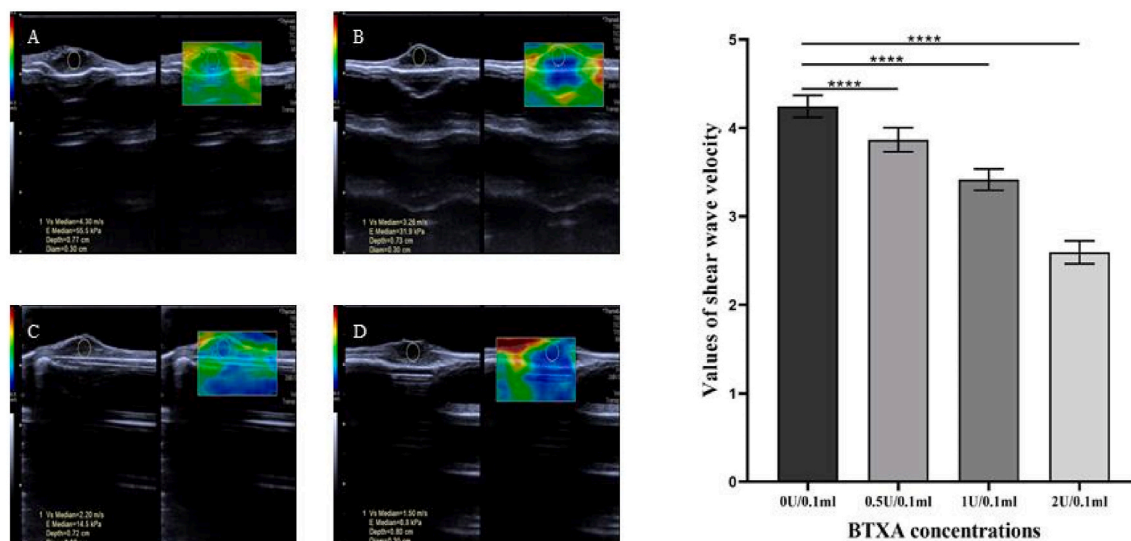 A
*Thyroid
1 Vs Median=4.30 m/s
E Median=55.5 kPa
Depth=0.77 cm
Diam=0.30 cm
B
*Thyroid
1 Vs Median=3.26 m/s
E Median=31.9 kPa
Depth=0.73 cm
Diam=0.30 cm
C
*Thyroid
1 Vs Median=2.20 m/s
E Median=14.5 kPa
Depth=0.72 cm
D
*Thyroid
1 Vs Median=1.50 m/s
E Median=6.8 kPa
Depth=0.80 cm
Values of shear wave velocity
5
4
3
2
1
0
****
****
****
0U/0.1ml 0.5U/0.1ml 1U/0.1ml 2U/0.1ml
BTXA concentrations